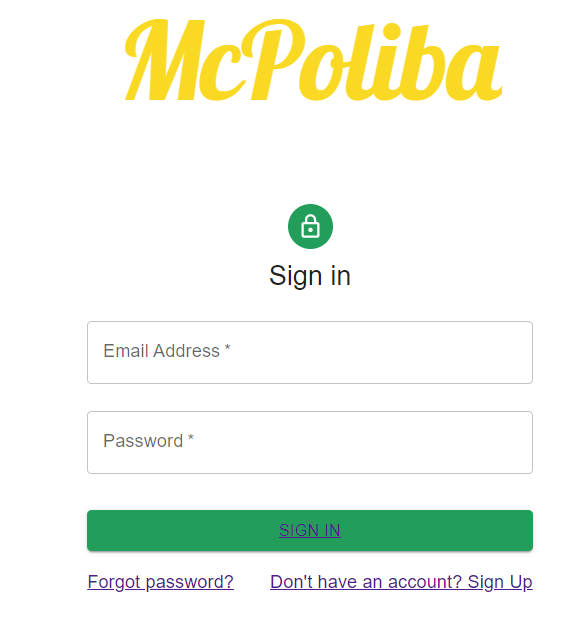 McPoliba
Sign in
Email Address *
Password *
SIGN IN
Forgot password? Don't have an account? Sign Up